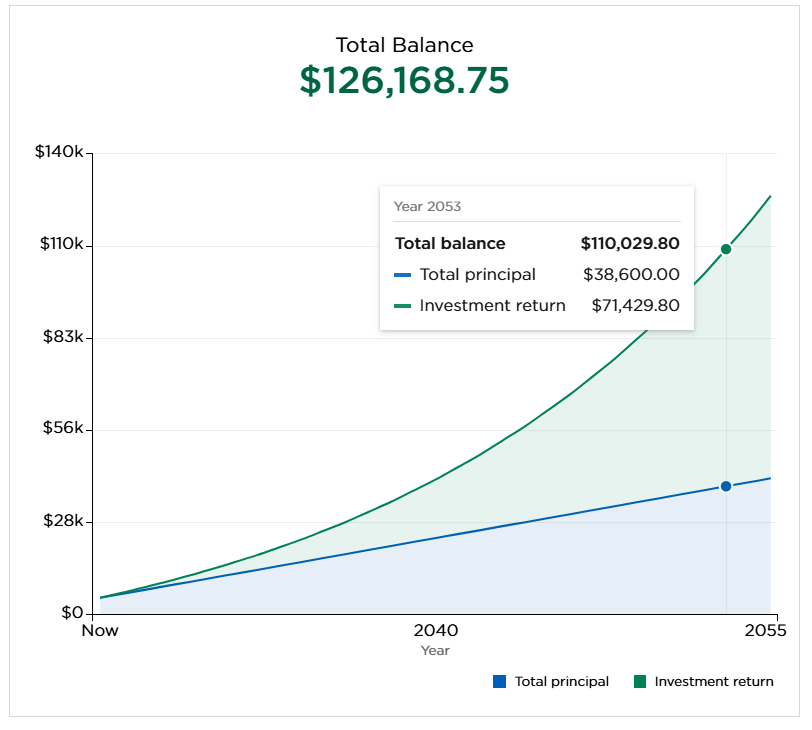 Total Balance
$126,168.75
$140k
$110k
$83k
$56k
$28k
$0
Year 2053
Total balance $110,029.80
Total principal $38,600.00
Investment return $71,429.80
Now 2040 2055
Year
Total principal Investment return